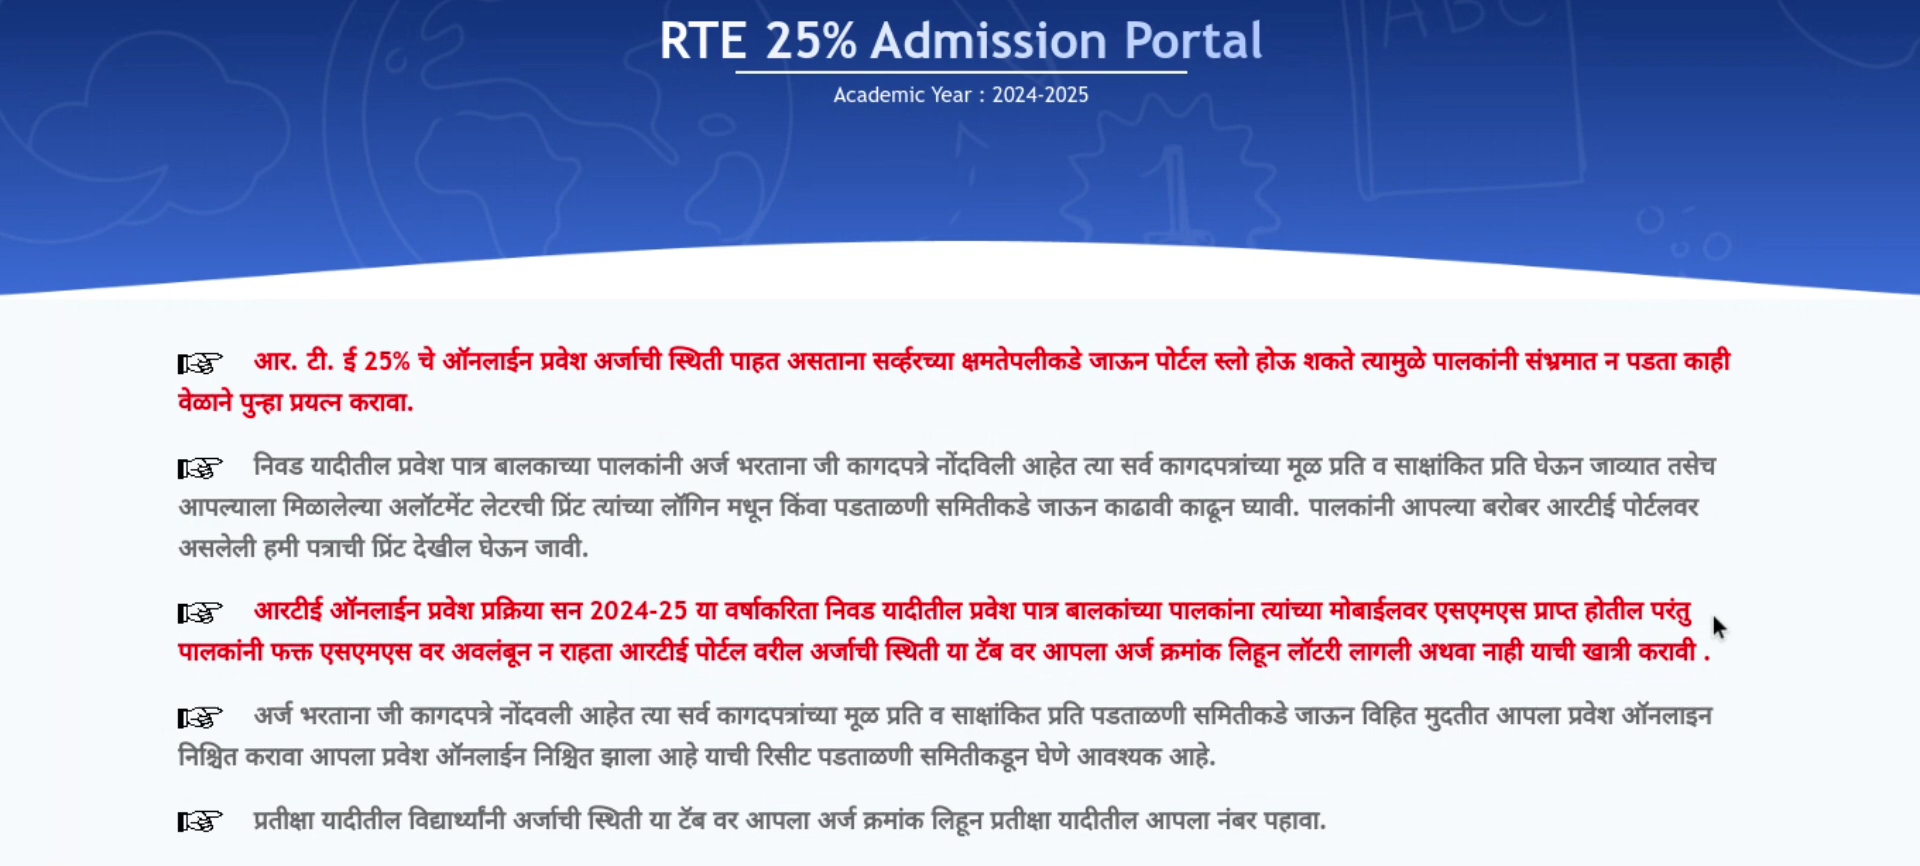 RTE 25% Admission Portal
Academic Year : 2024-2025
ABC
1
आर. टी. ई 25% चे ऑनलाईन प्रवेश अर्जाची स्थिती पाहत असताना सर्व्हरच्या क्षमतेपलीकडे जाऊन पोर्टल स्लो होऊ शकते त्यामुळे पालकांनी संभ्रमात न पडता काही
वेळाने पुन्हा प्रयत्न करावा.
निवड यादीतील प्रवेश पात्र बालकाच्या पालकांनी अर्ज भरताना जी कागदपत्रे नोंदविली आहेत त्या सर्व कागदपत्रांच्या मूळ प्रति व साक्षांकित प्रति घेऊन जाव्यात तसेच
आपल्याला मिळालेल्या अलॉटमेंट लेटरची प्रिंट त्यांच्या लॉगिन मधून किंवा पडताळणी समितीकडे जाऊन काढावी काढून घ्यावी. पालकांनी आपल्या बरोबर आरटीई पोर्टलवर
असलेली हमी पत्राची प्रिंट देखील घेऊन जावी.
आरटीई ऑनलाईन प्रवेश प्रक्रिया सन 2024-25 या वर्षाकरिता निवड यादीतील प्रवेश पात्र बालकांच्या पालकांना त्यांच्या मोबाईलवर एसएमएस प्राप्त होतील परंतु
पालकांनी फक्त एसएमएस वर अवलंबून न राहता आरटीई पोर्टल वरील अर्जाची स्थिती या टॅब वर आपला अर्ज क्रमांक लिहून लॉटरी लागली अथवा नाही याची खात्री करावी .
अर्ज भरताना जी कागदपत्रे नोंदवली आहेत त्या सर्व कागदपत्रांच्या मूळ प्रति व साक्षांकित प्रति पडताळणी समितीकडे जाऊन विहित मुदतीत आपला प्रवेश ऑनलाइन
निश्चित करावा आपला प्रवेश ऑनलाईन निश्चित झाला आहे याची रिसीट पडताळणी समितीकडून घेणे आवश्यक आहे.
प्रतीक्षा यादीतील विद्यार्थ्यांनी अर्जाची स्थिती या टॅब वर आपला अर्ज क्रमांक लिहून प्रतीक्षा यादीतील आपला नंबर पहावा.